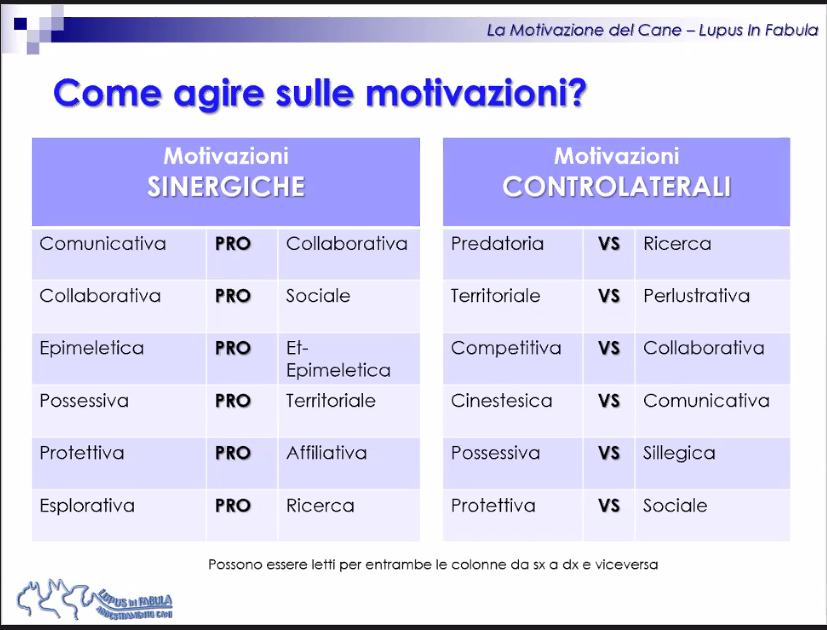 La Motivazione del Cane – Lupus In Fabula
Come agire sulle motivazioni?
Motivazioni
SINERGICHE
Comunicativa PRO Collaborativa
Collaborativa PRO Sociale
Epimeletica PRO Et-
Epimeletica
Possessiva PRO Territoriale
Protettiva PRO Affiliativa
Esplorativa PRO Ricerca
Motivazioni
CONTROLATERALI
Predatoria VS Ricerca
Territoriale VS Perlustrativa
Competitiva VS Collaborativa
Cinestesica VS Comunicativa
Possessiva VS Sillegica
Protettiva VS Sociale
Possono essere letti per entrambe le colonne da sx a dx e viceversa
LUPUS IN FABULA
ADDESTRAMENTO CANI